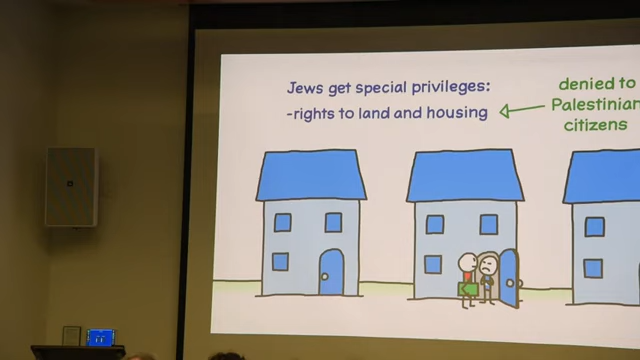 Jews get special privileges:
-rights to land and housing
denied to
Palestinian
citizens